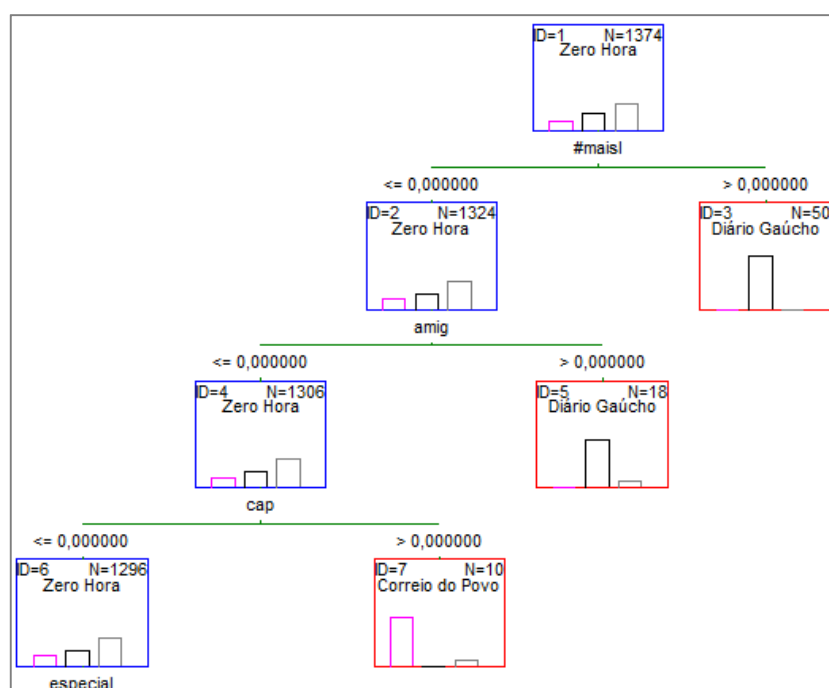 ID=1 N=1374
Zero Hora
#maisl
<= 0,000000 > 0,000000
ID=2 N=1324
Zero Hora
ID=3 N=50
Diário Gaúcho
amig
<= 0,000000 > 0,000000
ID=4 N=1306
Zero Hora
ID=5 N=18
Diário Gaúcho
cap
<= 0,000000 > 0,000000
ID=6 N=1296
Zero Hora
ID=7 N=10
Correio do Povo
especial